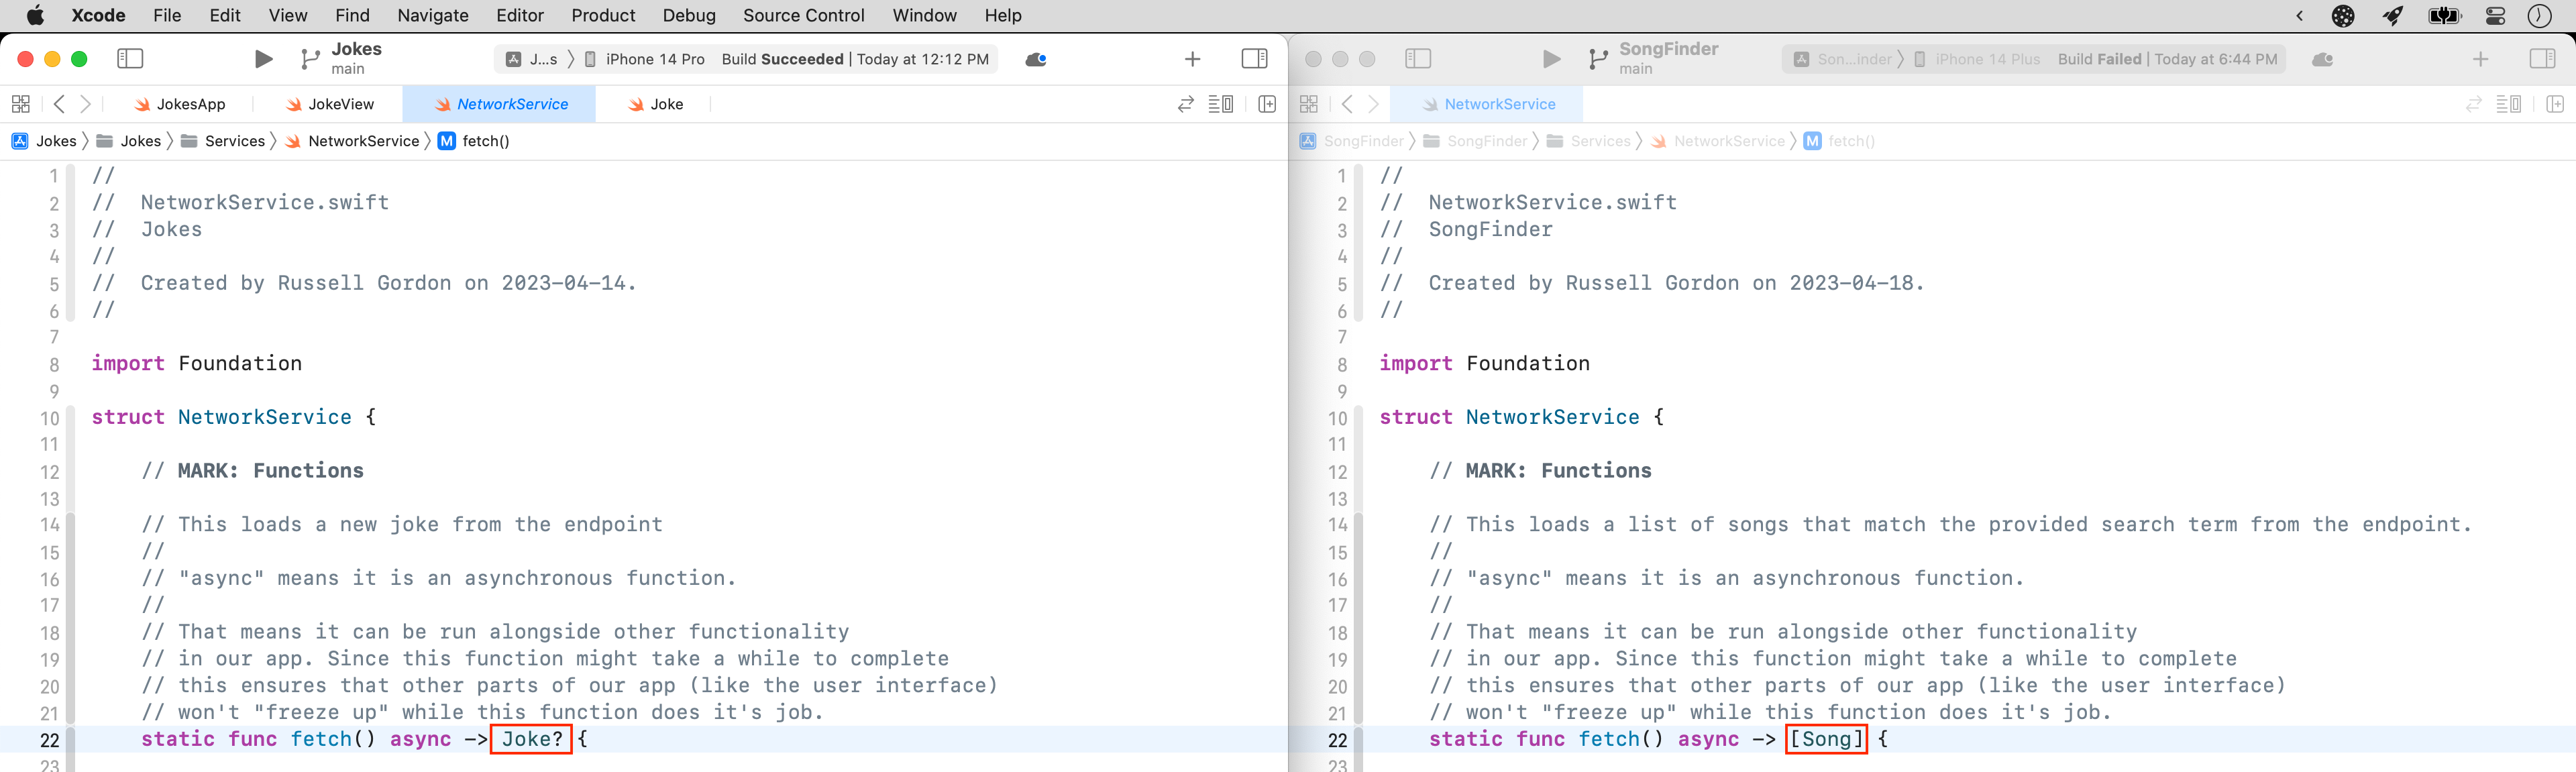 Xcode File Edit View Find Navigate Editor Product Debug Source Control Window Help
Jokes
main
J...s 〉 iPhone 14 Pro Build Succeeded | Today at 12:12 PM
JokesApp JokeView NetworkService Joke
Jokes 〉 Jokes 〉 Services 〉 NetworkService 〉 M fetch()
1 //
2 //  NetworkService.swift
3 //  Jokes
4 //
5 //  Created by Russell Gordon on 2023-04-14.
6 //
7
8 import Foundation
9
10 struct NetworkService {
11
12     // MARK: Functions
13
14     // This loads a new joke from the endpoint
15     //
16     // "async" means it is an asynchronous function.
17     //
18     // That means it can be run alongside other functionality
19     // in our app. Since this function might take a while to complete
20     // this ensures that other parts of our app (like the user interface)
21     // won't "freeze up" while this function does it's job.
22     static func fetch() async -> Joke? {
23
SongFinder
main
Son...inder 〉 iPhone 14 Plus Build Failed | Today at 6:44 PM
NetworkService
SongFinder 〉 SongFinder 〉 Services 〉 NetworkService 〉 M fetch()
1 //
2 //  NetworkService.swift
3 //  SongFinder
4 //
5 //  Created by Russell Gordon on 2023-04-18.
6 //
7
8 import Foundation
9
10 struct NetworkService {
11
12     // MARK: Functions
13
14     // This loads a list of songs that match the provided search term from the endpoint.
15     //
16     // "async" means it is an asynchronous function.
17     //
18     // That means it can be run alongside other functionality
19     // in our app. Since this function might take a while to complete
20     // this ensures that other parts of our app (like the user interface)
21     // won't "freeze up" while this function does it's job.
22     static func fetch() async -> [Song] {
23